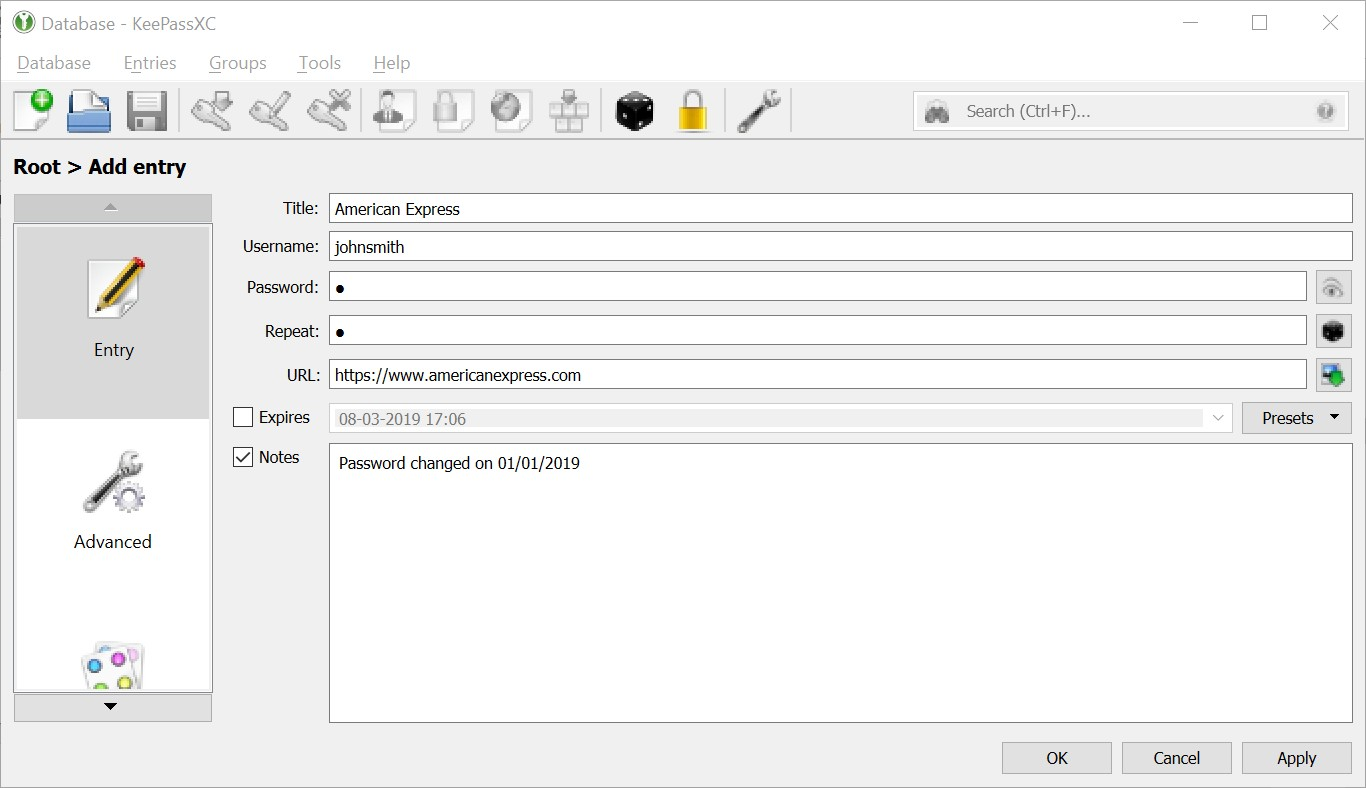 Database - KeePassXC
Database Entries Groups Tools Help
Search (Ctrl+F)...
Root > Add entry
Title: American Express
Username: johnsmith
Password: ●
Repeat: ●
URL: https://www.americanexpress.com
Expires 08-03-2019 17:06 Presets
Notes Password changed on 01/01/2019
Entry
Advanced
OK Cancel Apply